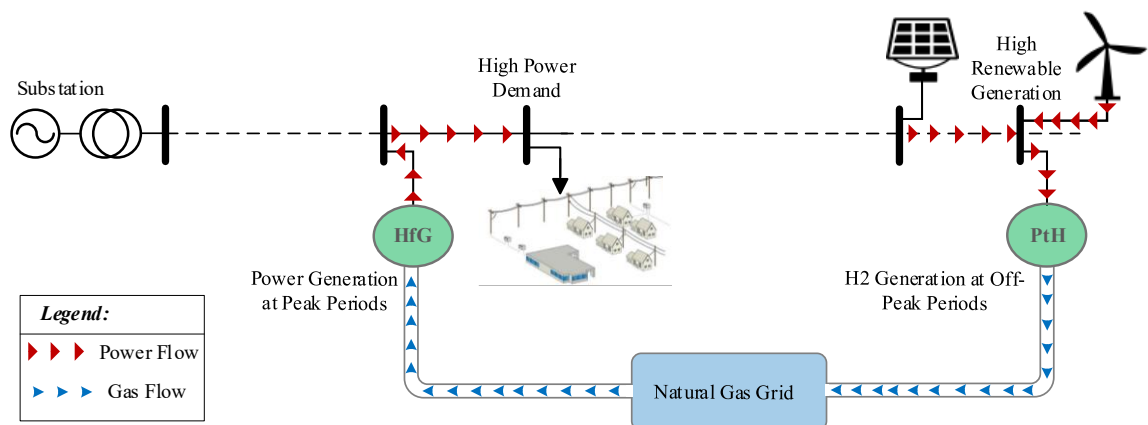 Substation
High Power
Demand
High
Renewable
Generation
HfG
PtH
Power Generation
at Peak Periods
H2 Generation at Off-
Peak Periods
Legend:
Power Flow
Gas Flow
Natural Gas Grid